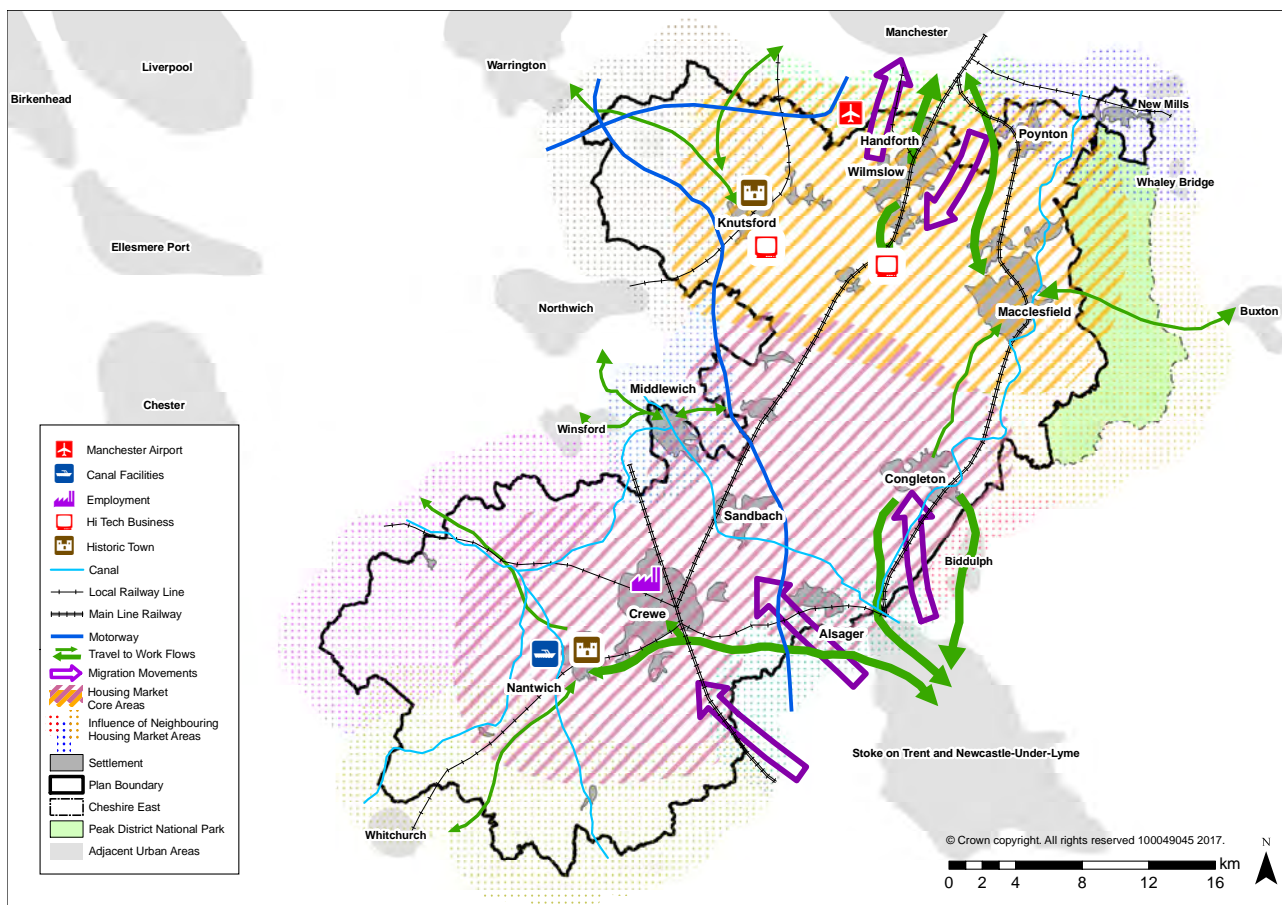 Manchester
Liverpool
Warrington
Birkenhead
New Mills
Poynton
Handforth
Wilmslow
Whaley Bridge
Knutsford
Ellesmere Port
Northwich
Macclesfield
Buxton
Middlewich
Chester
Winsford
Congleton
Sandbach
Biddulph
Crewe
Alsager
Nantwich
Stoke on Trent and Newcastle-Under-Lyme
Whitchurch
Manchester Airport
Canal Facilities
Employment
Hi Tech Business
Historic Town
Canal
Local Railway Line
Main Line Railway
Motorway
Travel to Work Flows
Migration Movements
Housing Market
Core Areas
Influence of Neighbouring
Housing Market Areas
Settlement
Plan Boundary
Cheshire East
Peak District National Park
Adjacent Urban Areas
© Crown copyright. All rights reserved 100049045 2017.
N
km
0 2 4 8 12 16